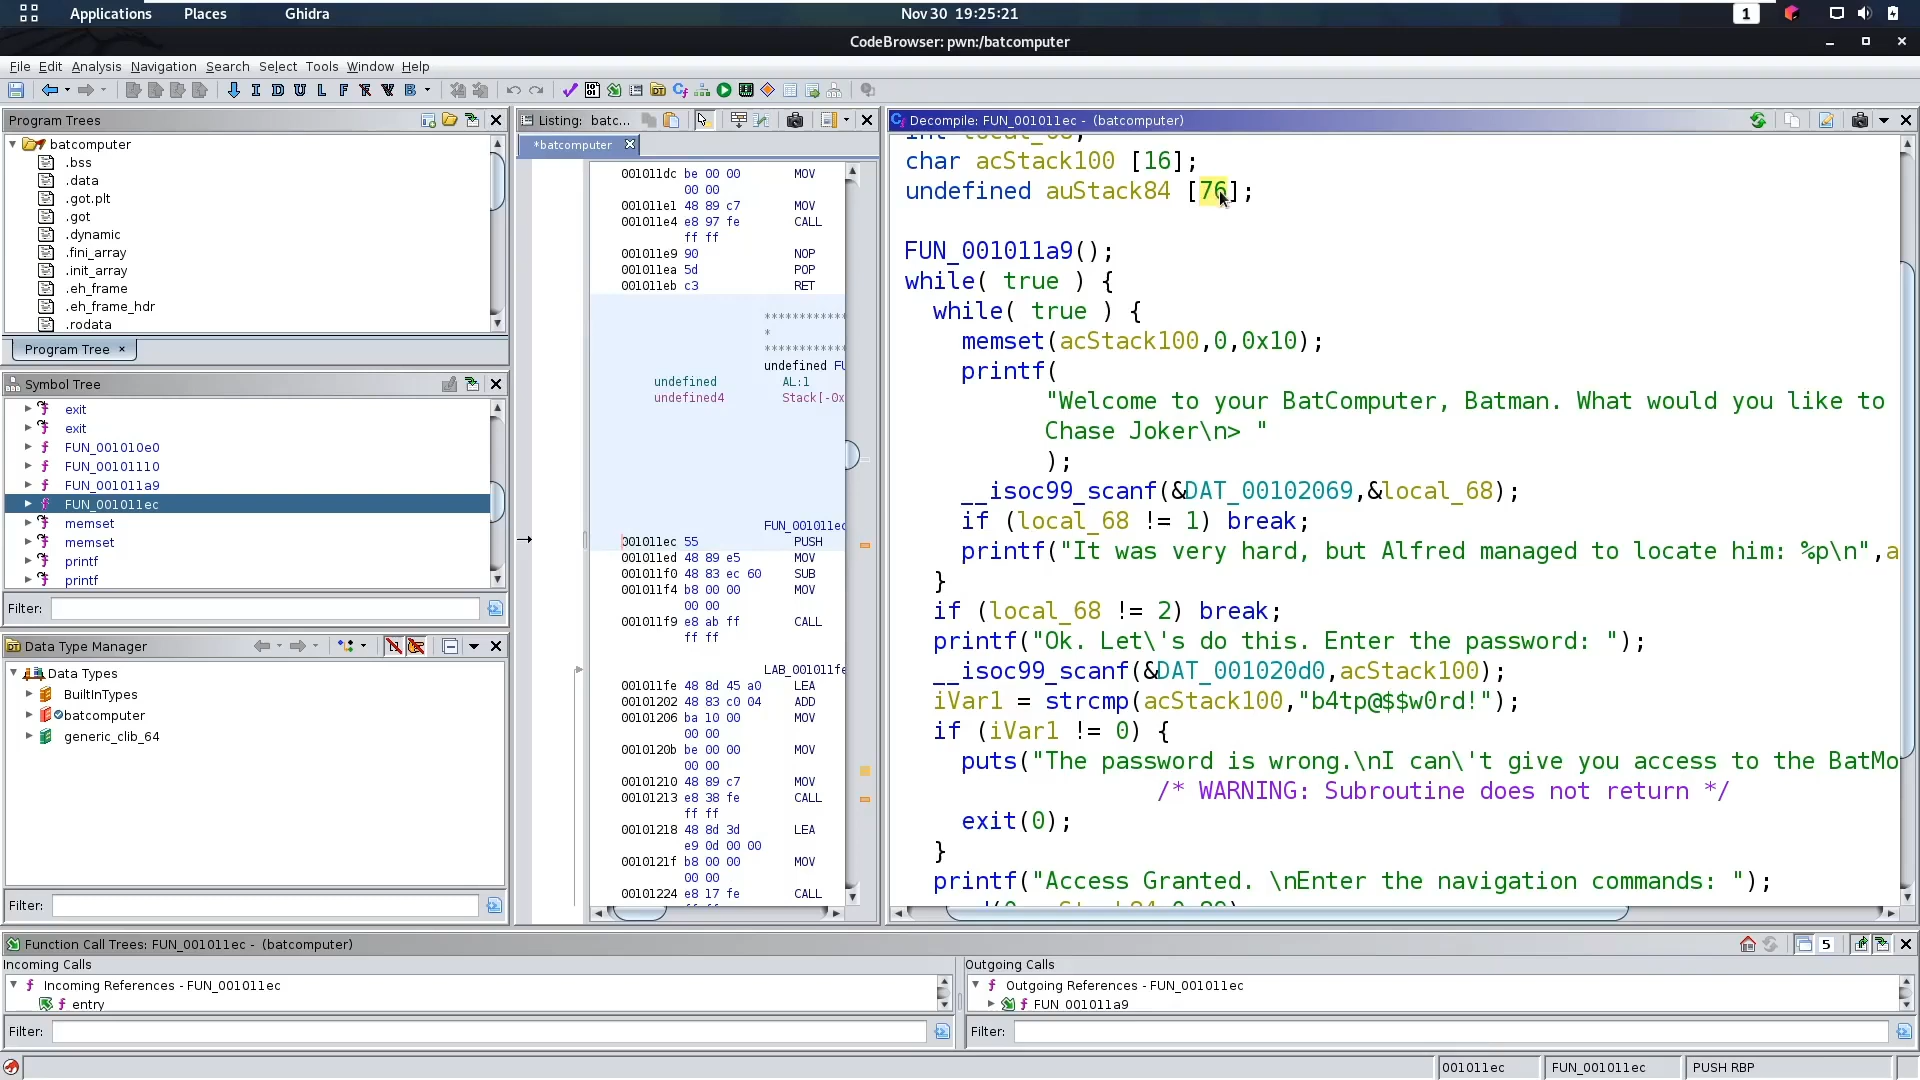 Applications Places Ghidra Nov 30 19:25:21 1
CodeBrowser: pwn:/batcomputer
File Edit Analysis Navigation Search Select Tools Window Help
I D U L F B
Program Trees
batcomputer
.bss
.data
.got.plt
.got
.dynamic
.fini_array
.init_array
.eh_frame
.eh_frame_hdr
.rodata
Program Tree ×
Symbol Tree
exit
exit
FUN_001010e0
FUN_00101110
FUN_001011a9
FUN_001011ec
memset
memset
printf
printf
Filter:
Data Type Manager
Data Types
BuiltInTypes
batcomputer
generic_clib_64
Filter:
Listing: batc...
*batcomputer
001011dc be 00 00 MOV
00 00
001011e1 48 89 c7 MOV
001011e4 e8 97 fe CALL
ff ff
001011e9 90 NOP
001011ea 5d POP
001011eb c3 RET
************
*
************
undefined FU
undefined AL:1
undefined4 Stack[-0x
FUN_001011ec
001011ec 55 PUSH
001011ed 48 89 e5 MOV
001011f0 48 83 ec 60 SUB
001011f4 b8 00 00 MOV
00 00
001011f9 e8 ab ff CALL
ff ff
LAB_001011fe
001011fe 48 8d 45 a0 LEA
00101202 48 83 c0 04 ADD
00101206 ba 10 00 MOV
00 00
0010120b be 00 00 MOV
00 00
00101210 48 89 c7 MOV
00101213 e8 38 fe CALL
ff ff
00101218 48 8d 3d LEA
e9 0d 00 00
0010121f b8 00 00 MOV
00 00
00101224 e8 17 fe CALL
Decompile: FUN_001011ec - (batcomputer)
int local_68;
char acStack100 [16];
undefined auStack84 [76];
FUN_001011a9();
while( true ) {
while( true ) {
memset(acStack100,0,0x10);
printf(
"Welcome to your BatComputer, Batman. What would you like to
Chase Joker\n> "
);
__isoc99_scanf(&DAT_00102069,&local_68);
if (local_68 != 1) break;
printf("It was very hard, but Alfred managed to locate him: %p\n",a
}
if (local_68 != 2) break;
printf("Ok. Let\'s do this. Enter the password: ");
__isoc99_scanf(&DAT_001020d0,acStack100);
iVar1 = strcmp(acStack100,"b4tp@$$w0rd!");
if (iVar1 != 0) {
puts("The password is wrong.\nI can\'t give you access to the BatMo
/* WARNING: Subroutine does not return */
exit(0);
}
printf("Access Granted. \nEnter the navigation commands: ");
Function Call Trees: FUN_001011ec - (batcomputer) 5
Incoming Calls
Incoming References - FUN_001011ec
entry
Filter:
Outgoing Calls
Outgoing References - FUN_001011ec
FUN_001011a9
Filter:
001011ec FUN_001011ec PUSH RBP